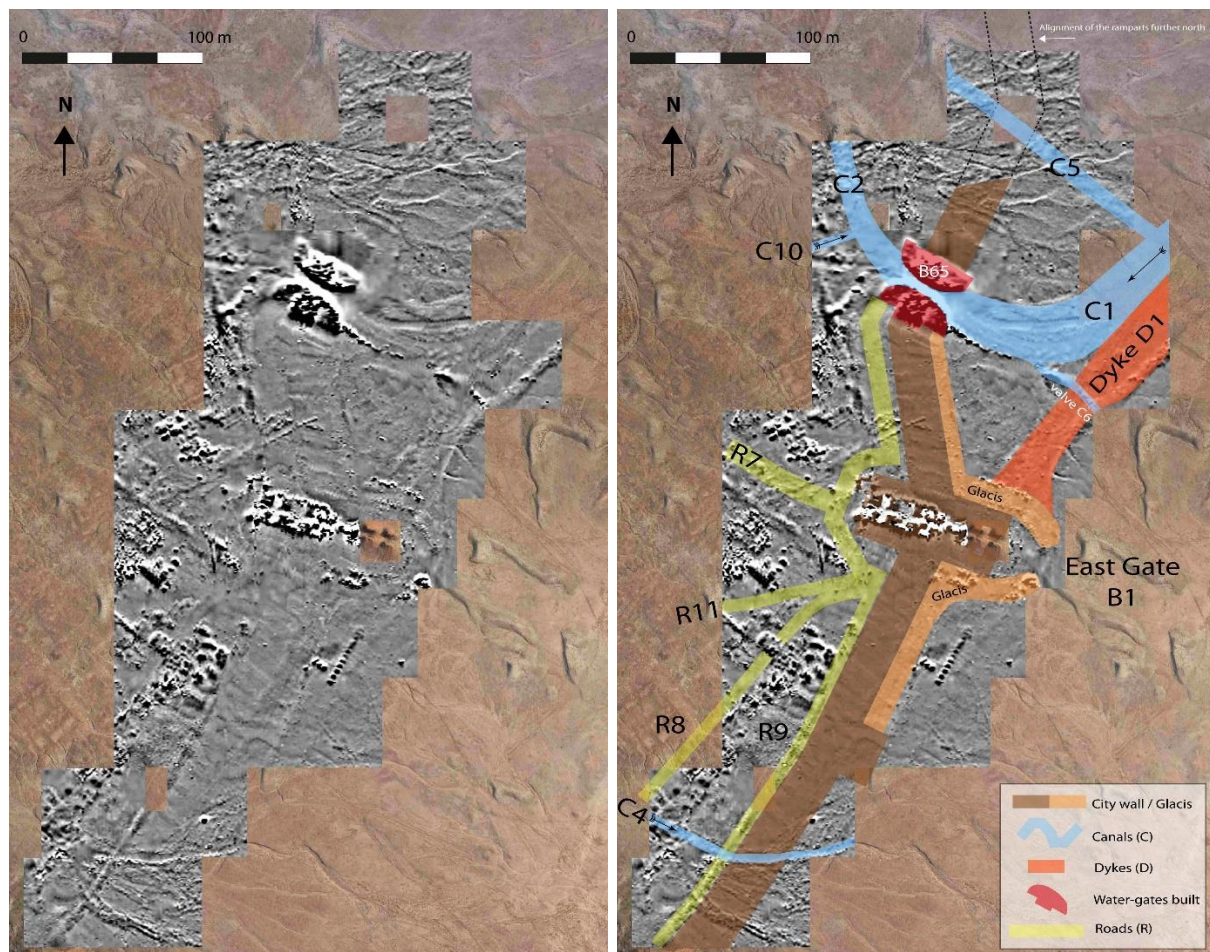 0
100 m
N
0
100 m
Alignment of the ramparts further north
N
C2
C5
C10
B65
C1
Dyke D1
valve C6
R7
Glacis
East Gate
B1
R11
Glacis
R8
R9
C4
City wall / Glacis
Canals (C)
Dykes (D)
Water-gates built
Roads (R)